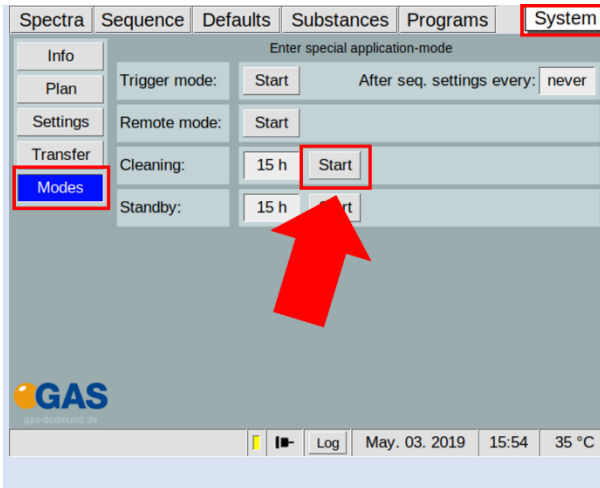 Spectra Sequence Defaults Substances Programs System
Info
Enter special application-mode
Plan
Trigger mode: Start After seq. settings every: never
Settings
Remote mode: Start
Transfer
Cleaning: 15 h Start
Modes
Standby: 15 h Start
GAS
gas-dortmund.de
Log May. 03. 2019 15:54 35 °C